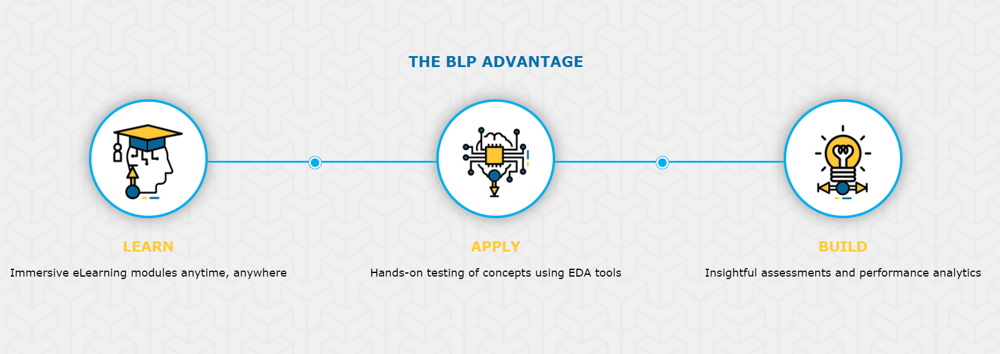 THE BLP ADVANTAGE
LEARN
Immersive eLearning modules anytime, anywhere
APPLY
Hands-on testing of concepts using EDA tools
BUILD
Insightful assessments and performance analytics